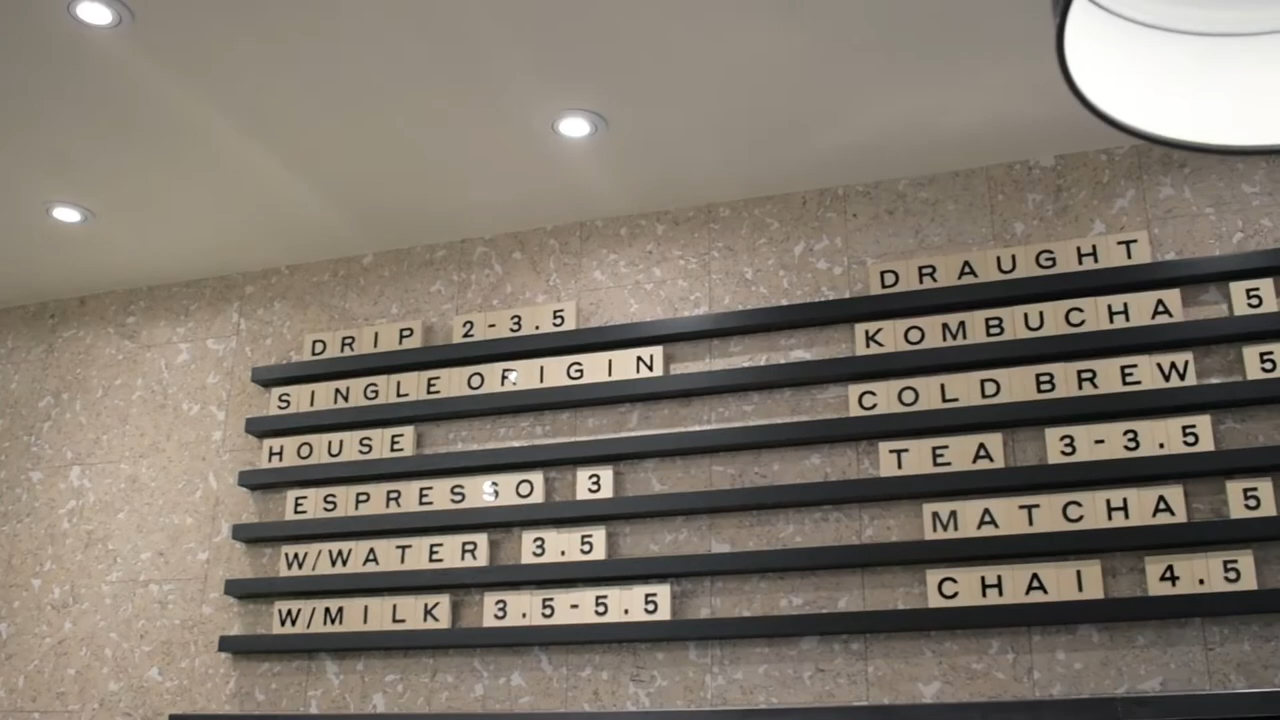 DRIP 2-3.5
SINGLE ORIGIN
HOUSE
ESPRESSO 3
W/WATER 3.5
W/MILK 3.5-5.5
DRAUGHT
KOMBUCHA 5
COLD BREW 5
TEA 3-3.5
MATCHA 5
CHAI 4.5